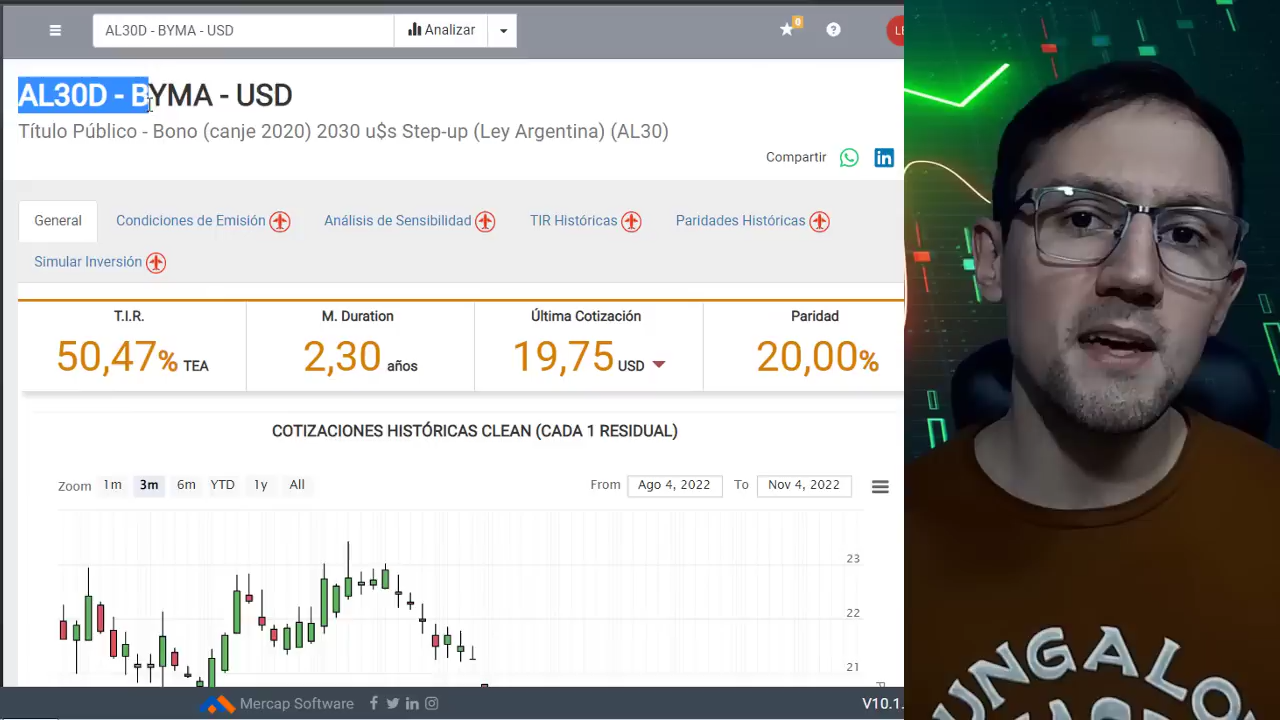 AL30D - BYMA - USD
Analizar
0
AL30D - BYMA - USD
Título Público - Bono (canje 2020) 2030 u$s Step-up (Ley Argentina) (AL30)
Compartir
General
Condiciones de Emisión
Análisis de Sensibilidad
TIR Históricas
Paridades Históricas
Simular Inversión
T.I.R.
M. Duration
Última Cotización
Paridad
50,47% TEA
2,30 años
19,75 USD
20,00%
COTIZACIONES HISTÓRICAS CLEAN (CADA 1 RESIDUAL)
Zoom 1m 3m 6m YTD 1y All
From Ago 4, 2022 To Nov 4, 2022
23
22
21
Mercap Software
V10.1.